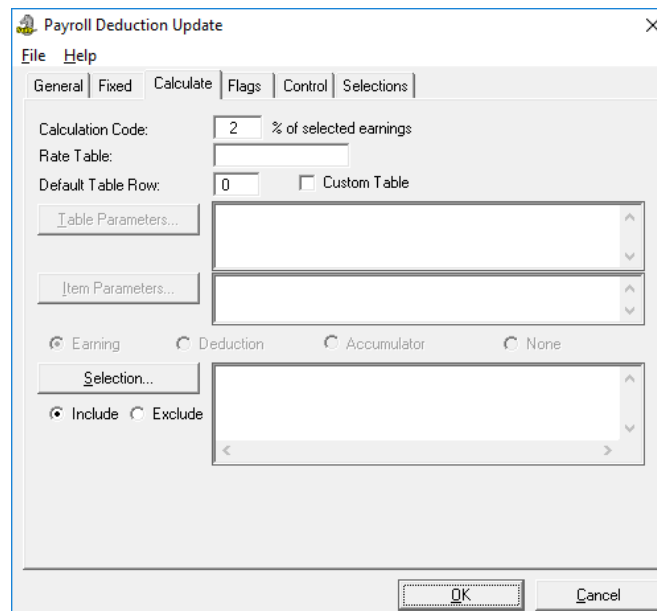 Payroll Deduction Update
File Help
General Fixed Calculate Flags Control Selections
Calculation Code: 2 % of selected earnings
Rate Table:
Default Table Row: 0 Custom Table
Table Parameters...
Item Parameters...
Earning Deduction Accumulator None
Selection...
Include Exclude
OK Cancel